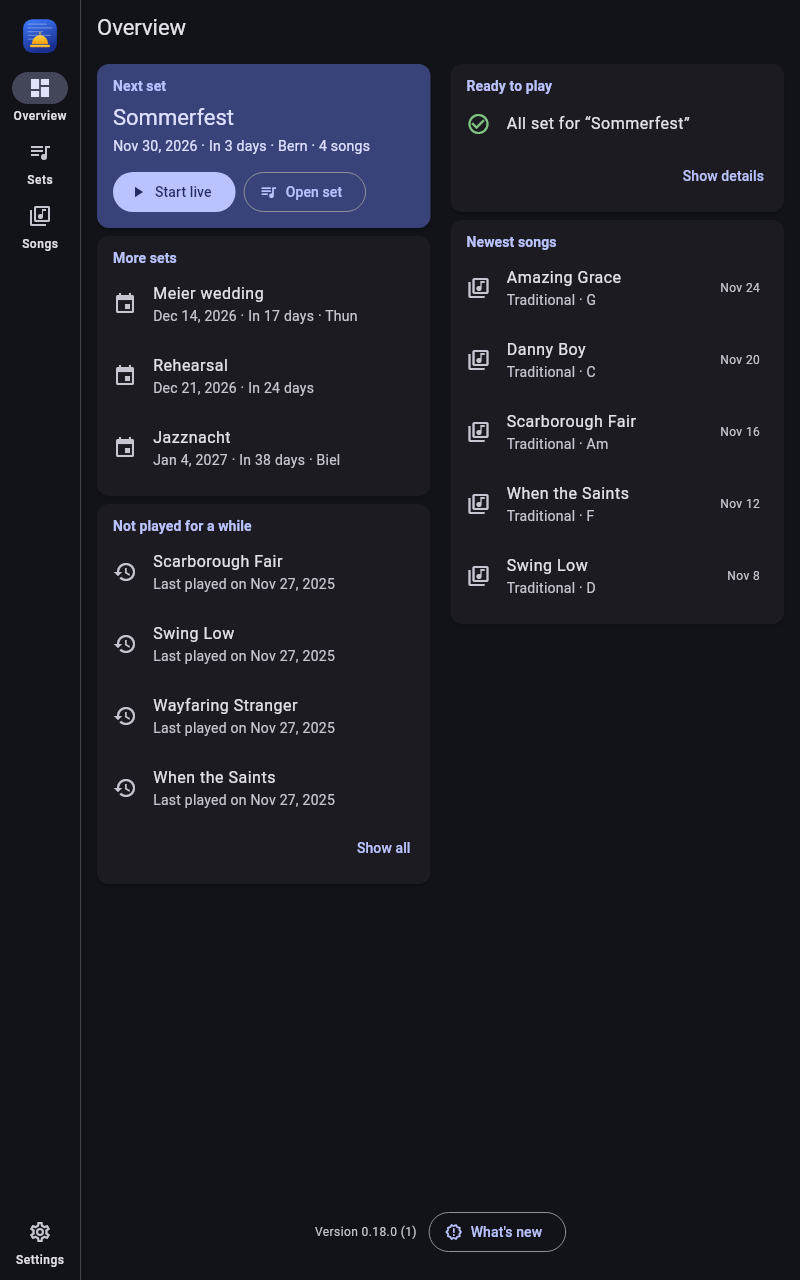 Overview
Overview
Sets
Songs
Next set
Sommerfest
Nov 30, 2026 · In 3 days · Bern · 4 songs
Start live
Open set
More sets
Meier wedding
Dec 14, 2026 · In 17 days · Thun
Rehearsal
Dec 21, 2026 · In 24 days
Jazznacht
Jan 4, 2027 · In 38 days · Biel
Not played for a while
Scarborough Fair
Last played on Nov 27, 2025
Swing Low
Last played on Nov 27, 2025
Wayfaring Stranger
Last played on Nov 27, 2025
When the Saints
Last played on Nov 27, 2025
Show all
Ready to play
All set for “Sommerfest”
Show details
Newest songs
Amazing Grace
Traditional · G
Nov 24
Danny Boy
Traditional · C
Nov 20
Scarborough Fair
Traditional · Am
Nov 16
When the Saints
Traditional · F
Nov 12
Swing Low
Traditional · D
Nov 8
Settings
Version 0.18.0 (1)
What's new